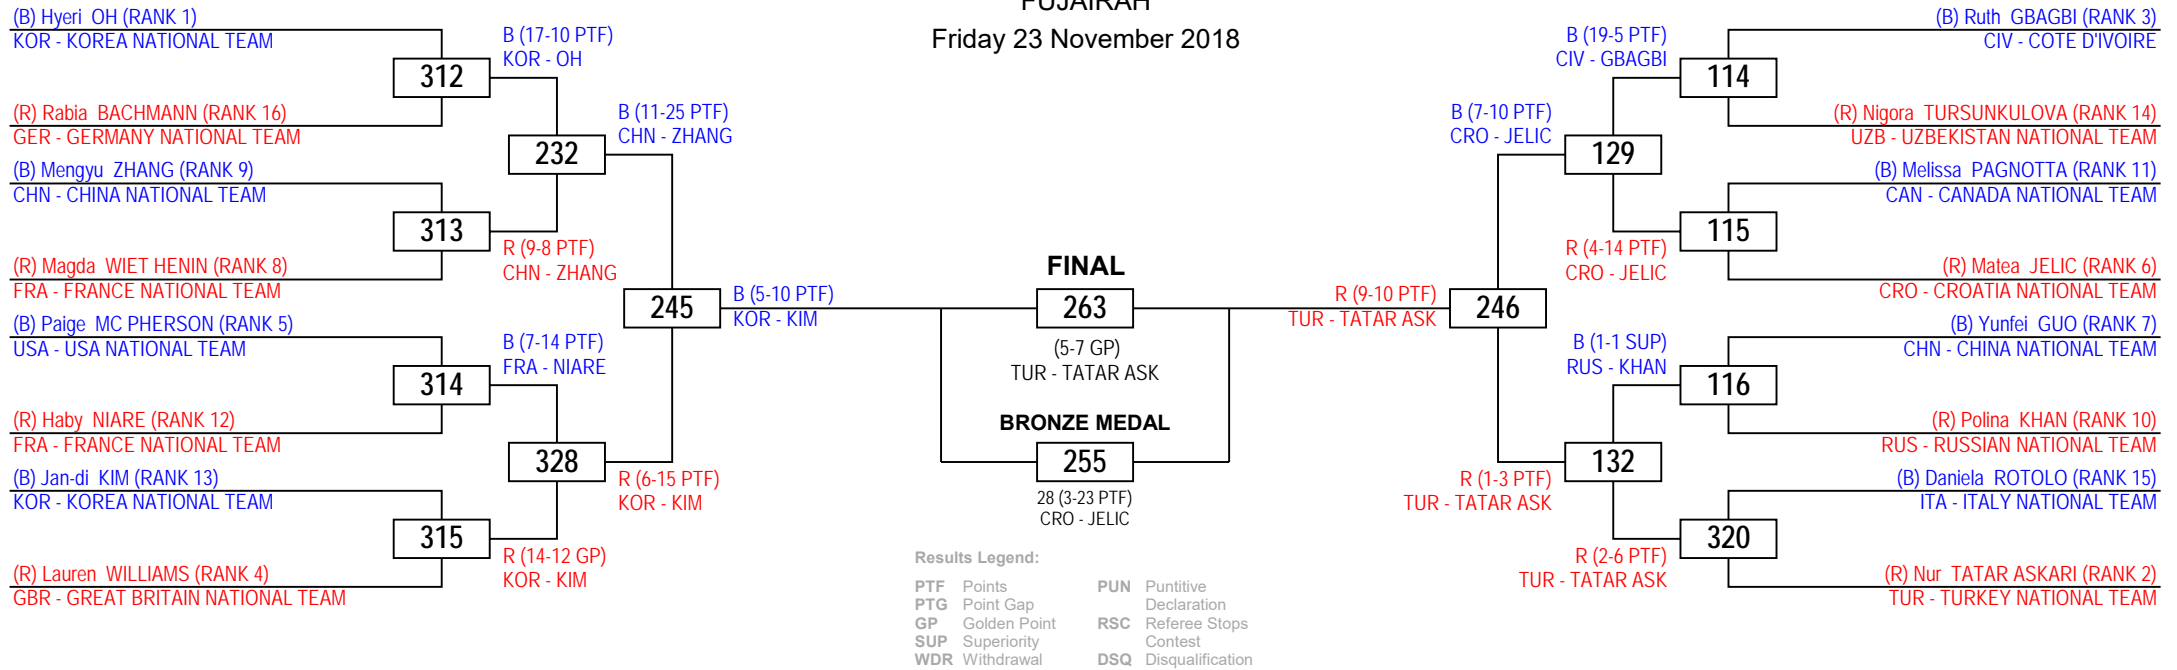 FUJAIRAH
Friday 23 November 2018
(B) Hyeri OH (RANK 1)
KOR - KOREA NATIONAL TEAM
312
(R) Rabia BACHMANN (RANK 16)
GER - GERMANY NATIONAL TEAM
B (17-10 PTF)
KOR - OH
(B) Mengyu ZHANG (RANK 9)
CHN - CHINA NATIONAL TEAM
313
(R) Magda WIET HENIN (RANK 8)
FRA - FRANCE NATIONAL TEAM
R (9-8 PTF)
CHN - ZHANG
232
B (11-25 PTF)
CHN - ZHANG
(B) Paige MC PHERSON (RANK 5)
USA - USA NATIONAL TEAM
314
(R) Haby NIARE (RANK 12)
FRA - FRANCE NATIONAL TEAM
B (7-14 PTF)
FRA - NIARE
(B) Jan-di KIM (RANK 13)
KOR - KOREA NATIONAL TEAM
315
(R) Lauren WILLIAMS (RANK 4)
GBR - GREAT BRITAIN NATIONAL TEAM
R (14-12 GP)
KOR - KIM
328
R (6-15 PTF)
KOR - KIM
245
B (5-10 PTF)
KOR - KIM
FINAL
263
(5-7 GP)
TUR - TATAR ASK
BRONZE MEDAL
255
28 (3-23 PTF)
CRO - JELIC
R (9-10 PTF)
TUR - TATAR ASK
246
B (7-10 PTF)
CRO - JELIC
129
B (19-5 PTF)
CIV - GBAGBI
114
(B) Ruth GBAGBI (RANK 3)
CIV - COTE D'IVOIRE
(R) Nigora TURSUNKULOVA (RANK 14)
UZB - UZBEKISTAN NATIONAL TEAM
R (4-14 PTF)
CRO - JELIC
115
(B) Melissa PAGNOTTA (RANK 11)
CAN - CANADA NATIONAL TEAM
(R) Matea JELIC (RANK 6)
CRO - CROATIA NATIONAL TEAM
R (1-3 PTF)
TUR - TATAR ASK
132
B (1-1 SUP)
RUS - KHAN
116
(B) Yunfei GUO (RANK 7)
CHN - CHINA NATIONAL TEAM
(R) Polina KHAN (RANK 10)
RUS - RUSSIAN NATIONAL TEAM
R (2-6 PTF)
TUR - TATAR ASK
320
(B) Daniela ROTOLO (RANK 15)
ITA - ITALY NATIONAL TEAM
(R) Nur TATAR ASKARI (RANK 2)
TUR - TURKEY NATIONAL TEAM
Results Legend:
PTF Points
PTG Point Gap
GP Golden Point
SUP Superiority
WDR Withdrawal
PUN Puntitive
Declaration
RSC Referee Stops
Contest
DSQ Disqualification